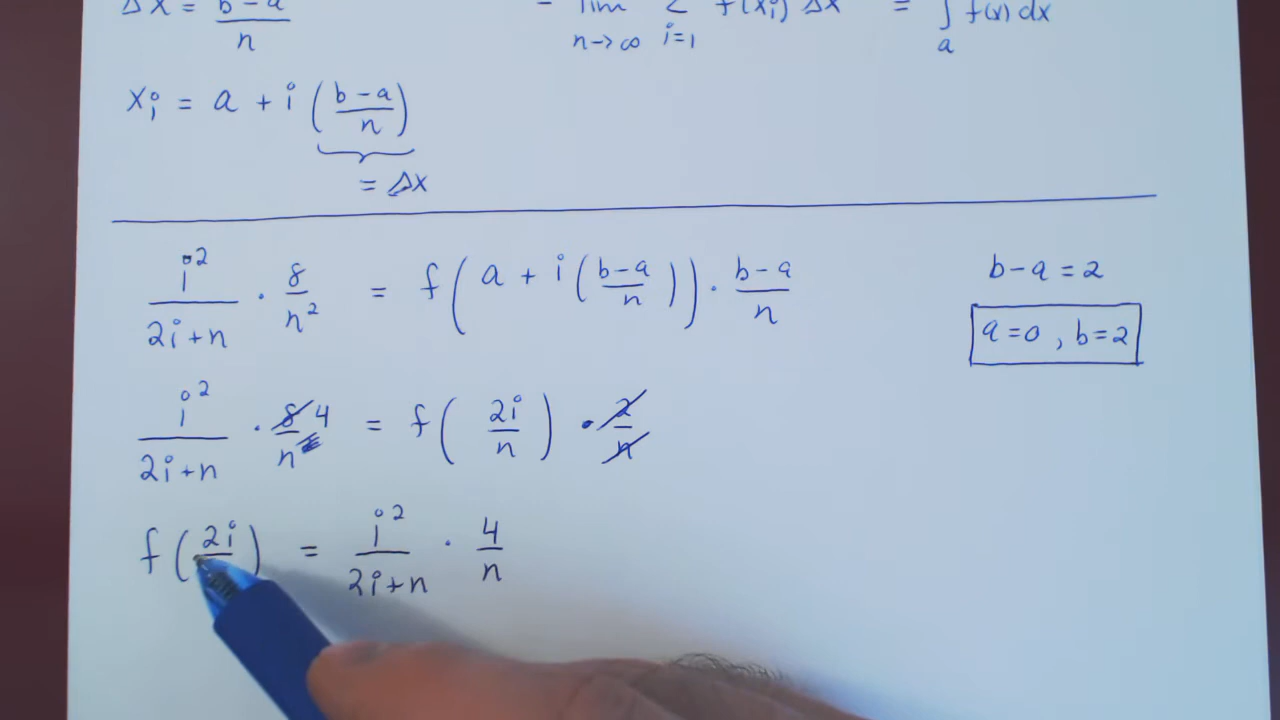 Δx = b-a / n
= lim n→∞ Σ i=1 f(xi) Δx = ∫ a f(x) dx
xi = a + i (b-a / n)
= Δx
i² / 2i+n · 8 / n² = f(a + i (b-a / n)) · b-a / n
b-a = 2
a=0, b=2
i² / 2i+n · 8 4 / n² = f(2i / n) · 2 / n
f(2i) = i² / 2i+n · 4 / n